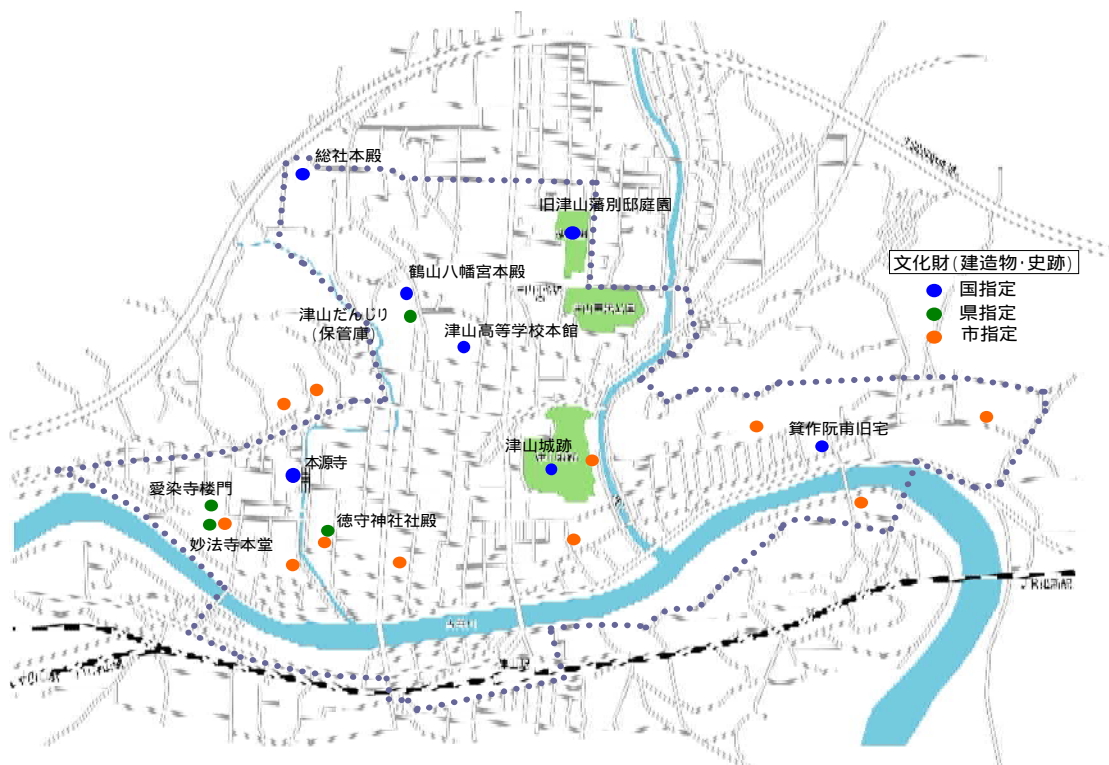 総社本殿
旧津山藩別邸庭園
文化財(建造物・史跡)
国指定
県指定
市指定
鶴山八幡宮本殿
津山だんじり
(保管庫)
津山高等学校本館
箕作阮甫旧宅
津山城跡
本源寺
愛染寺楼門
徳守神社社殿
妙法寺本堂